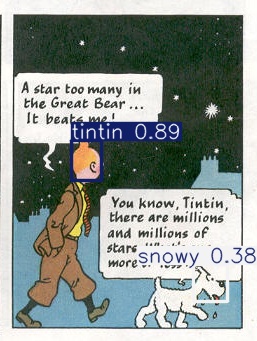 A star too many in
the Great Bear ...
It beats me!
tintin 0.89
You know, Tintin,
there are millions
and millions of
stars.
more
snowy 0.38